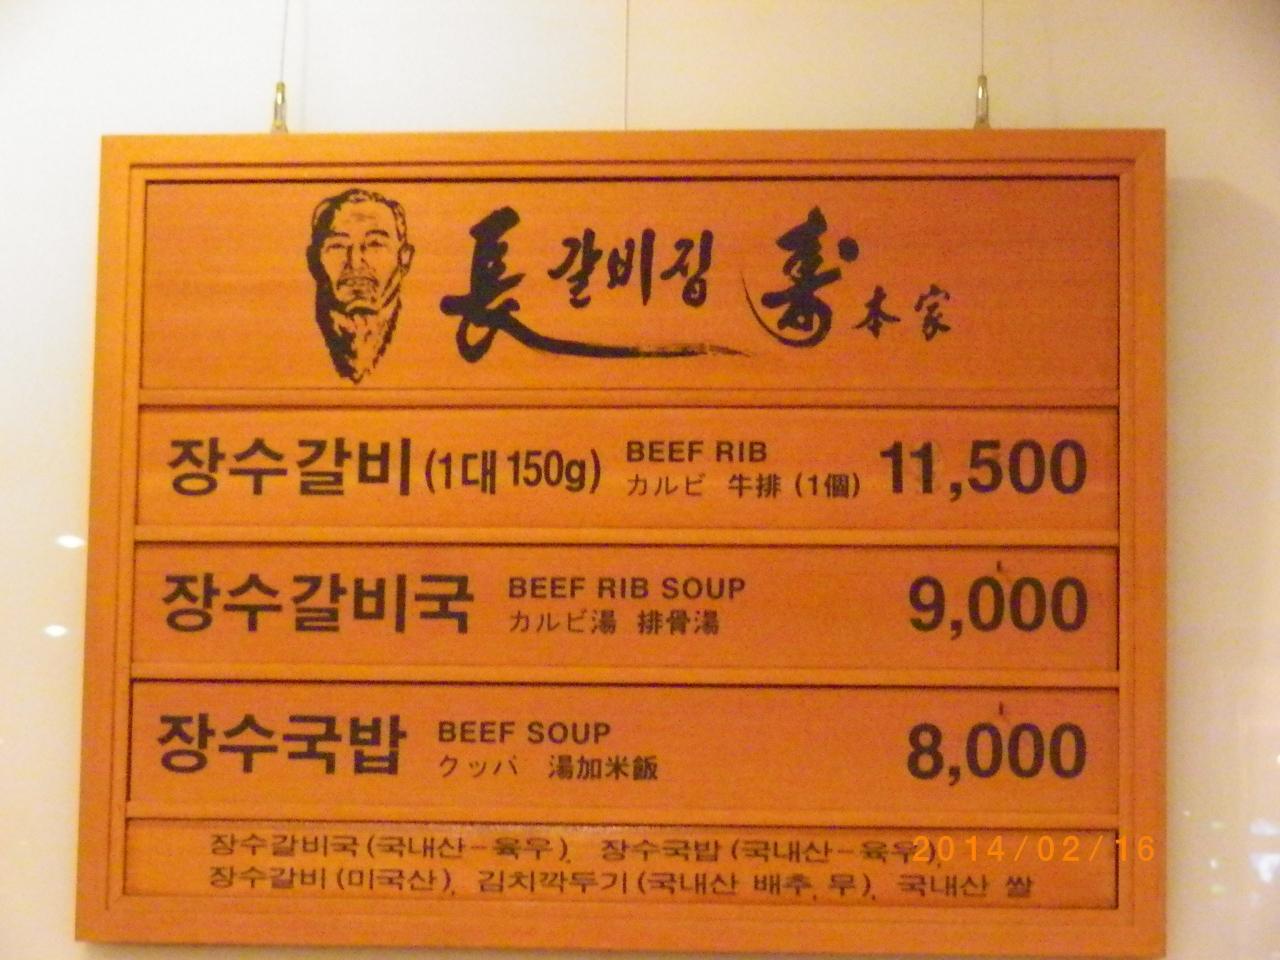 長 갈비집 壽 本家
장수갈비 (1대 150g) BEEF RIB カルビ 牛排 (1個) 11,500
장수갈비국 BEEF RIB SOUP カルビ湯 排骨湯 9,000
장수국밥 BEEF SOUP クッパ 湯加米飯 8,000
장수갈비국 (국내산-육우), 장수국밥 (국내산-육우),
장수갈비 (미국산), 김치깍두기 (국내산 배추, 무), 국내산 쌀
2014/02/16